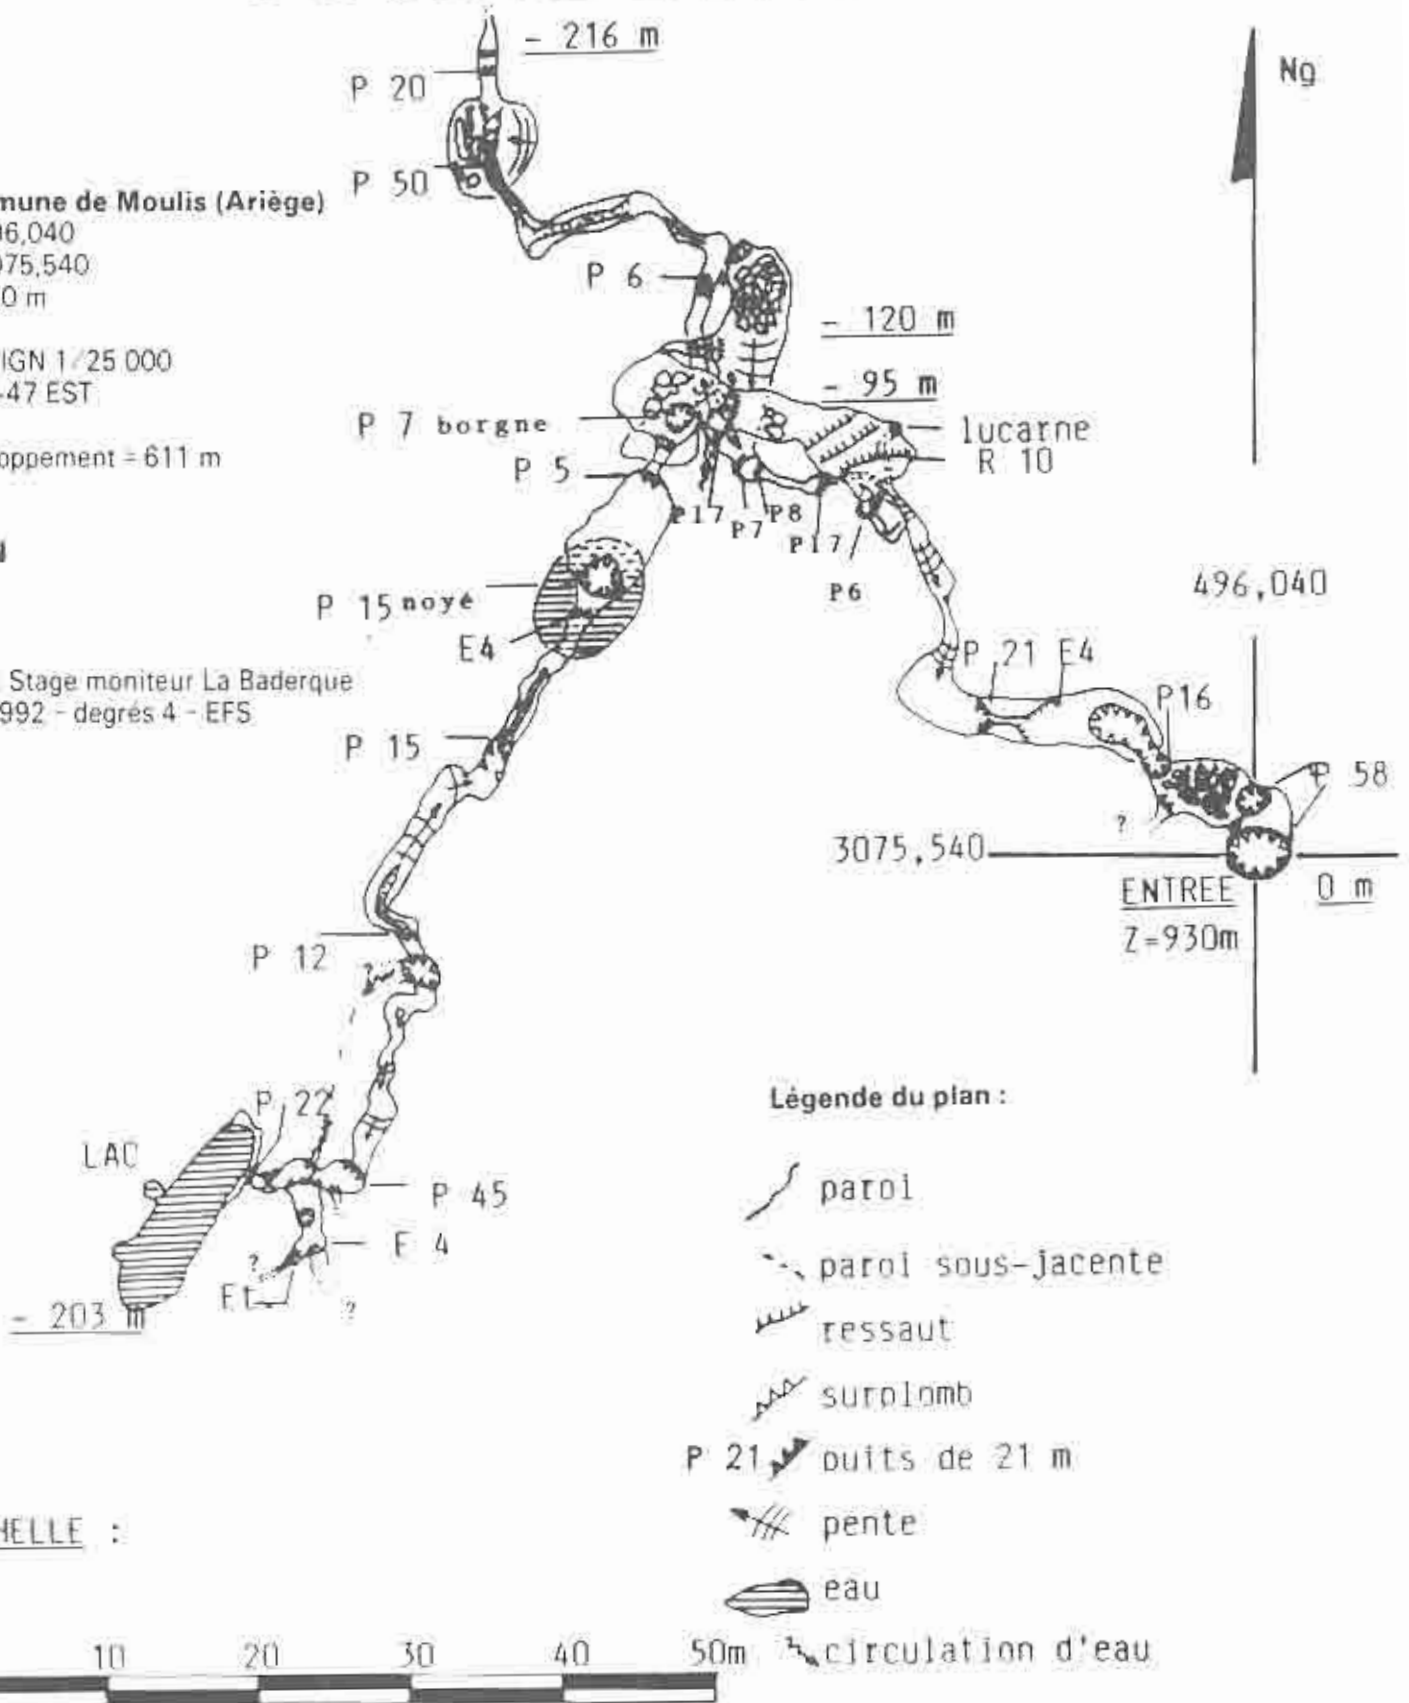 - 216 m
Ng
P 20
P 50
mune de Moulis (Ariège)
6,040
075,540
0 m
IGN 1/25 000
-47 EST
oppement = 611 m
P 6
- 120 m
- 95 m
P 7 borgne
lucarne
R 10
P 5
P17
P7
P8
P17
P6
P 15 noyé
E4
496,040
Stage moniteur La Baderque
992 - degrés 4 - EFS
P 21 E4
P16
P 15
P 58
?
3075,540
ENTREE
0 m
Z=930m
P 12
?
P 22
LAC
P 45
E 4
?
?
- 203 m
Légende du plan :
paroi
paroi sous-jacente
ressaut
surplomb
P 21 puits de 21 m
pente
eau
circulation d'eau
HELLE :
10 20 30 40 50m